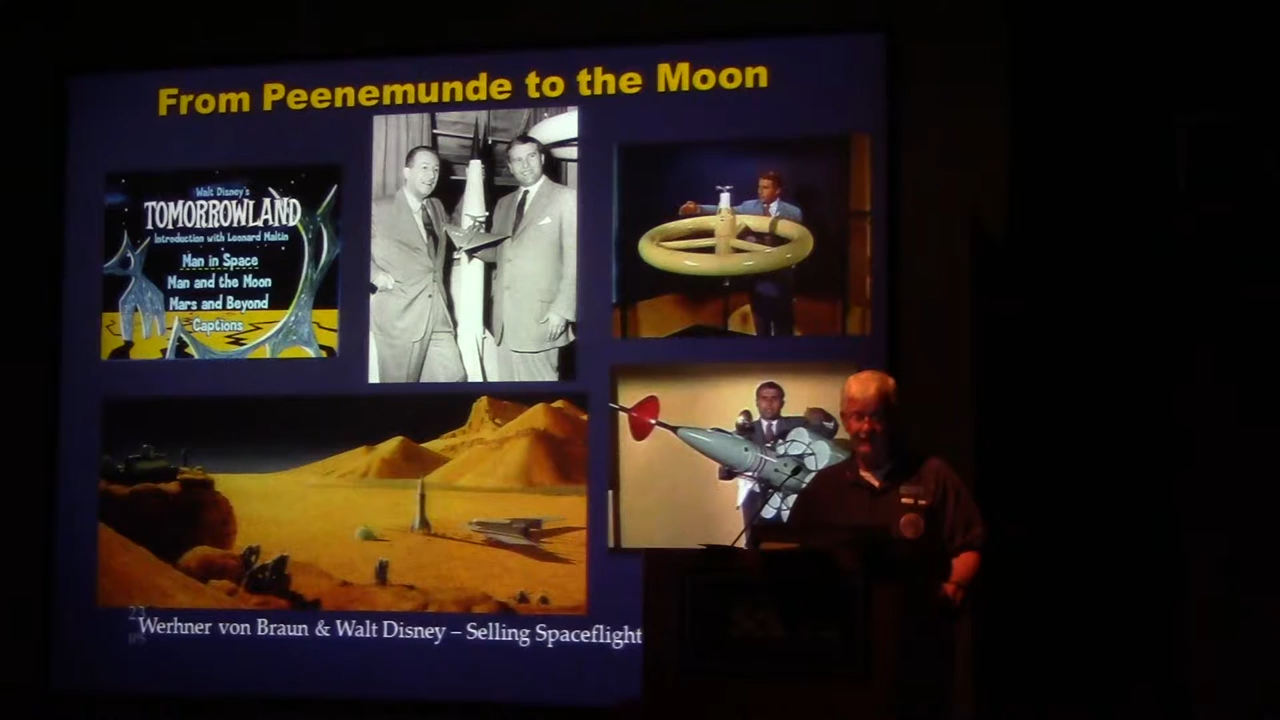 From Peenemunde to the Moon
Walt Disney's
TOMORROWLAND
Introduction with Leonard Maltin
Man in Space
Man and the Moon
Mars and Beyond
Captions
23
Werhner von Braun & Walt Disney – Selling Spaceflight